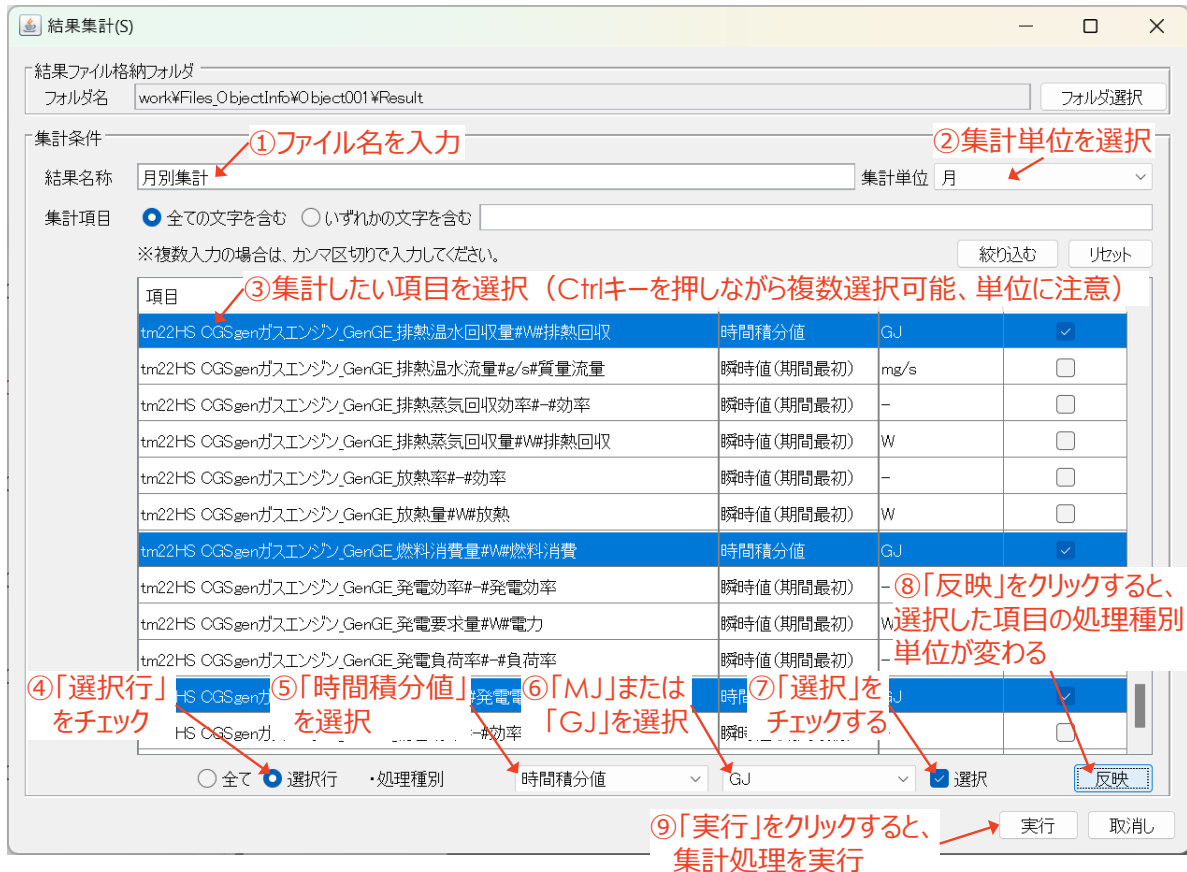 結果集計(S)
結果ファイル格納フォルダ
フォルダ名 work¥Files_ObjectInfo¥Object001¥Result フォルダ選択
集計条件
①ファイル名を入力
②集計単位を選択
結果名称 月別集計 集計単位 月
集計項目 全ての文字を含む いずれかの文字を含む
※複数入力の場合は、カンマ区切りで入力してください。 絞り込む リセット
項目
③集計したい項目を選択（Ctrlキーを押しながら複数選択可能、単位に注意）
tm22HS CGSgenガスエンジン_GenGE_排熱温水回収量#W#排熱回収 時間積分値 GJ
tm22HS CGSgenガスエンジン_GenGE_排熱温水流量#g/s#質量流量 瞬時値(期間最初) mg/s
tm22HS CGSgenガスエンジン_GenGE_排熱蒸気回収効率#-#効率 瞬時値(期間最初) -
tm22HS CGSgenガスエンジン_GenGE_排熱蒸気回収量#W#排熱回収 瞬時値(期間最初) W
tm22HS CGSgenガスエンジン_GenGE_放熱率#-#効率 瞬時値(期間最初) -
tm22HS CGSgenガスエンジン_GenGE_放熱量#W#放熱 瞬時値(期間最初) W
tm22HS CGSgenガスエンジン_GenGE_燃料消費量#W#燃料消費 時間積分値 GJ
tm22HS CGSgenガスエンジン_GenGE_発電効率#-#発電効率 瞬時値(期間最初) -
tm22HS CGSgenガスエンジン_GenGE_発電要求量#W#電力 瞬時値(期間最初) W
tm22HS CGSgenガスエンジン_GenGE_発電負荷率#-#負荷率 瞬時値(期間最初) -
⑧「反映」をクリックすると、
選択した項目の処理種別
単位が変わる
④「選択行」
をチェック
⑤「時間積分値」
を選択
⑥「MJ」または
「GJ」を選択
⑦「選択」を
チェックする
全て 選択行 ・処理種別 時間積分値 GJ 選択 反映
⑨「実行」をクリックすると、
集計処理を実行
実行 取消し